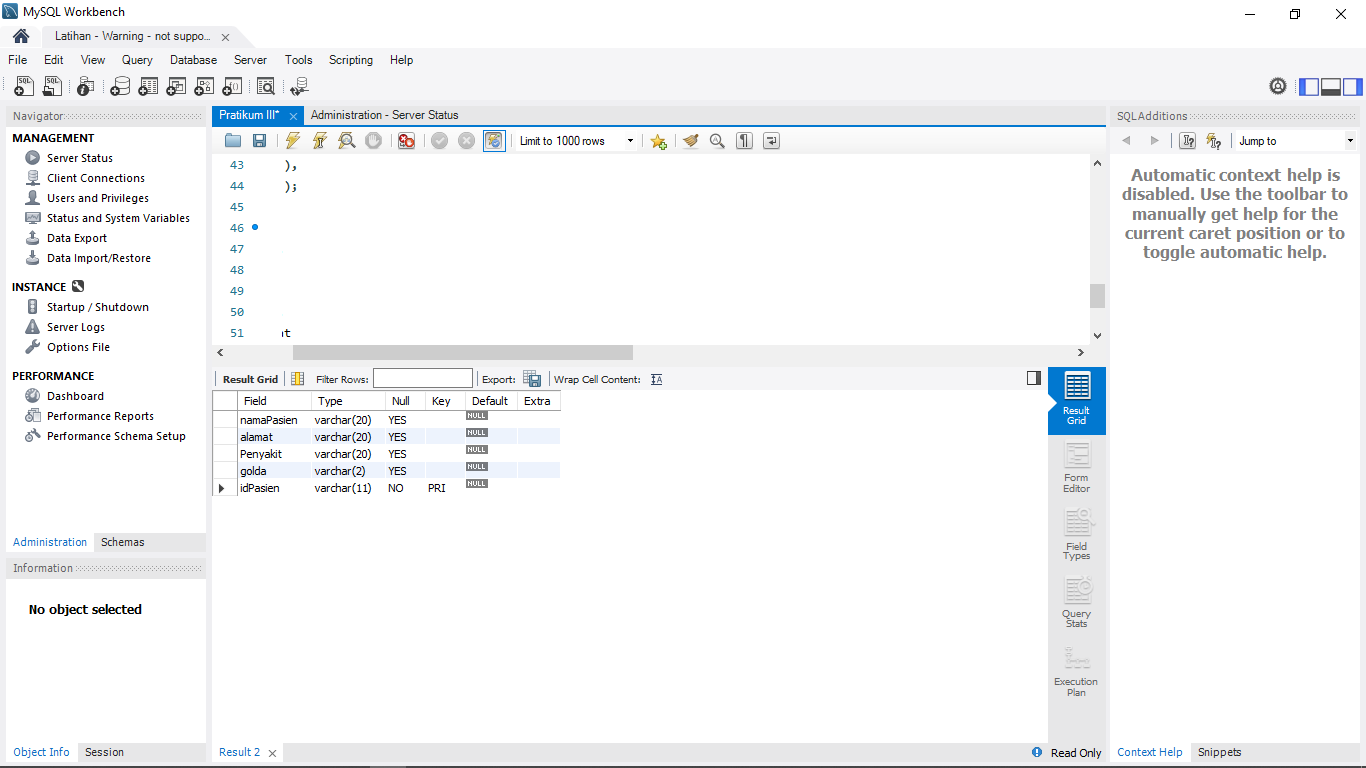 MySQL Workbench
Latihan - Warning - not suppo...
File Edit View Query Database Server Tools Scripting Help
Navigator
MANAGEMENT
Server Status
Client Connections
Users and Privileges
Status and System Variables
Data Export
Data Import/Restore
INSTANCE
Startup / Shutdown
Server Logs
Options File
PERFORMANCE
Dashboard
Performance Reports
Performance Schema Setup
Administration Schemas
Information
No object selected
Object Info Session
Pratikum III* Administration - Server Status
Limit to 1000 rows
43 ),
44 );
45
46
47
48
49
50
51 t
Result Grid Filter Rows: Export: Wrap Cell Content:
Field Type Null Key Default Extra
namaPasien varchar(20) YES NULL
alamat varchar(20) YES NULL
Penyakit varchar(20) YES NULL
golda varchar(2) YES NULL
idPasien varchar(11) NO PRI NULL
Result
Grid
Form
Editor
Field
Types
Query
Stats
Execution
Plan
Result 2 Read Only
SQLAdditions
Jump to
Automatic context help is
disabled. Use the toolbar to
manually get help for the
current caret position or to
toggle automatic help.
Context Help Snippets